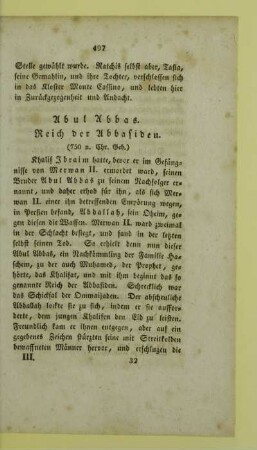 497
Stelle gewählt wurde. Ratchis selbst aber, Tasia,
seine Gemahlin, und ihre Tochter, verschlossen sich
in das Kloster Monte Cassino, und lebten hier
in Zurückgezogenheit und Andacht.
Abul Abbas.
Reich der Abbasiden.
(750 n. Chr. Geb.)
Khalif Ibraim hatte, bevor er im Gefäng-
nisse von Merwan II. ermordet ward, seinen
Bruder Abul Abbas zu seinem Nachfolger er-
nannt, und daher erhob für ihn, als sich Mer-
wan II. einer ihn betreffenden Empörung wegen,
in Persien befand, Abdallah, sein Oheim, ge-
gen diesen die Waffen. Merwan II. ward zweimal
in der Schlacht besiegt, und fand in der letzten
selbst seinen Tod. So erhielt denn nun dieser
Abul Abbas, ein Nachkömmling der Familie Ha-
schem, zu der auch Muhamed, der Prophet, ge-
hörte, das Khalifat, und mit ihm beginnt das so
genannte Reich der Abbasiden. Schrecklich war
das Schicksal der Ommaijaden. Der abscheuliche
Abdallah lockte sie zu sich, indem er sie auffor-
derte, dem jungen Khalifen den Eid zu leisten.
Freundlich kam er ihnen entgegen, aber auf ein
gegebenes Zeichen stürzten seine mit Streitkolben
bewaffneten Männer hervor, und erschlugen die
III. 32